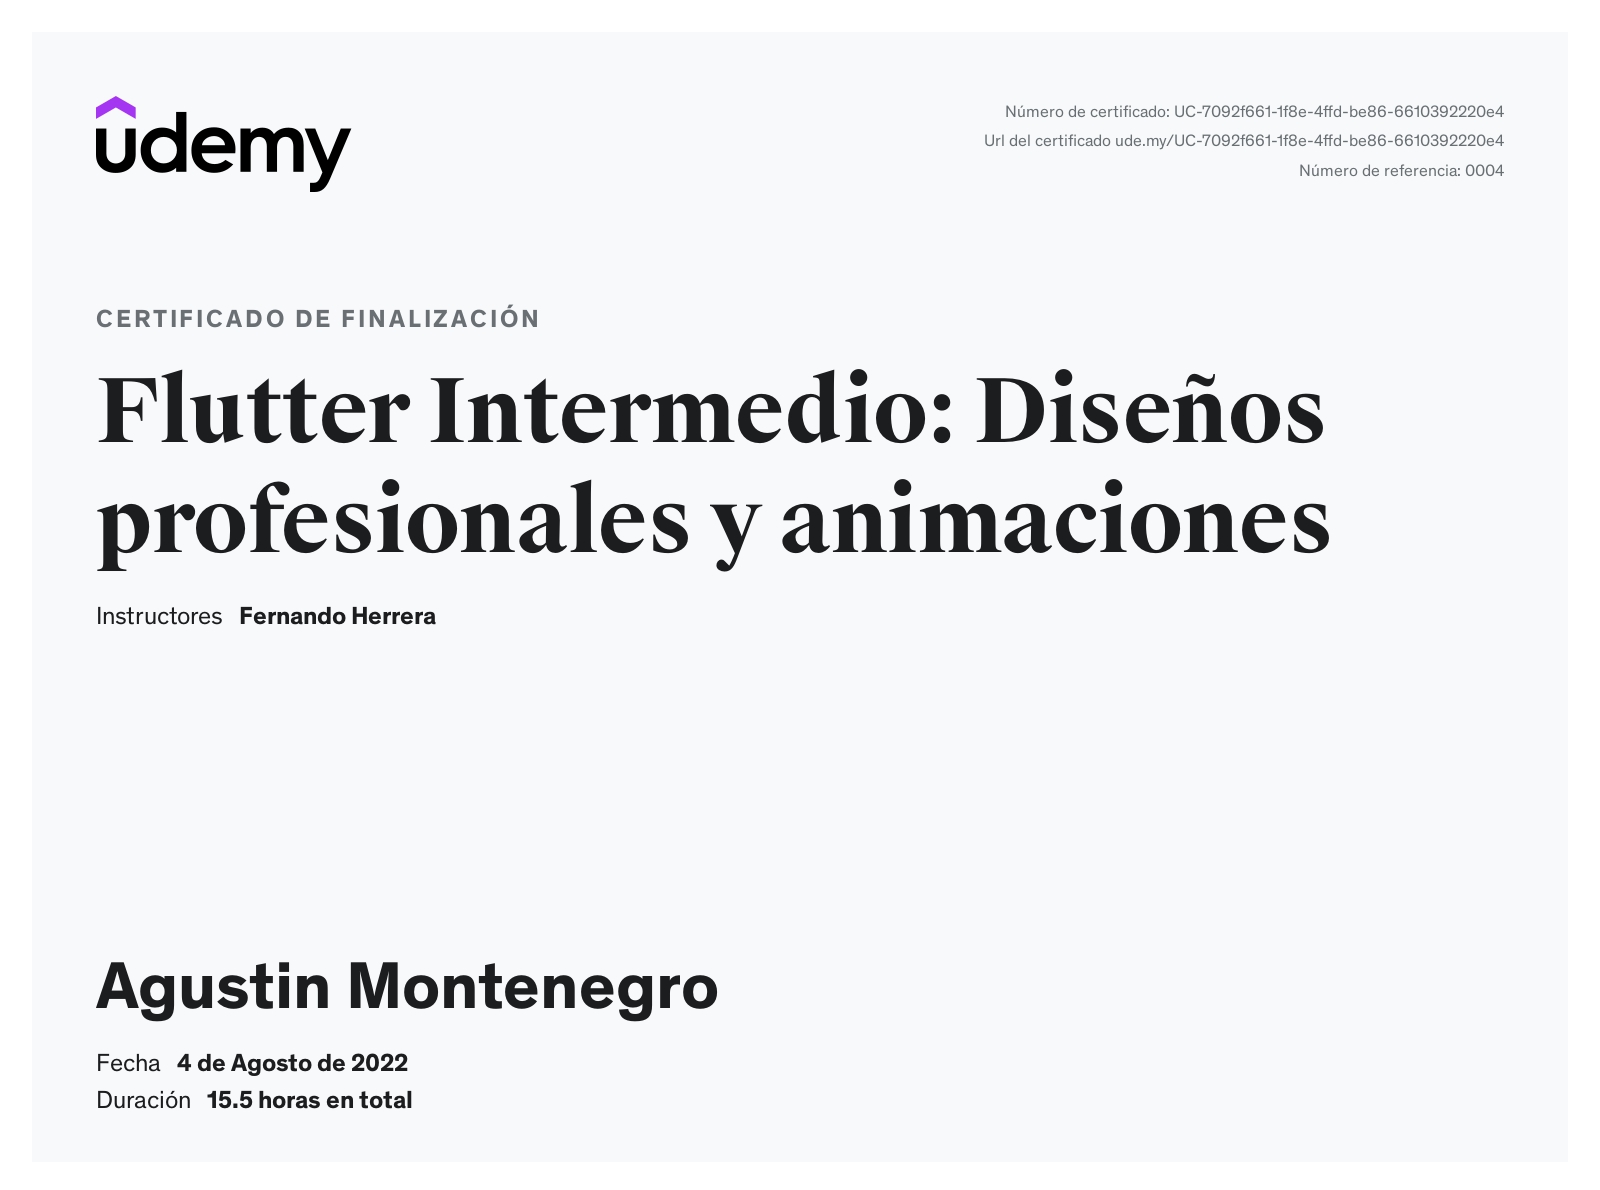 udemy
Número de certificado: UC-7092f661-1f8e-4ffd-be86-6610392220e4
Url del certificado ude.my/UC-7092f661-1f8e-4ffd-be86-6610392220e4
Número de referencia: 0004
CERTIFICADO DE FINALIZACIÓN
Flutter Intermedio: Diseños
profesionales y animaciones
Instructores Fernando Herrera
Agustin Montenegro
Fecha 4 de Agosto de 2022
Duración 15.5 horas en total